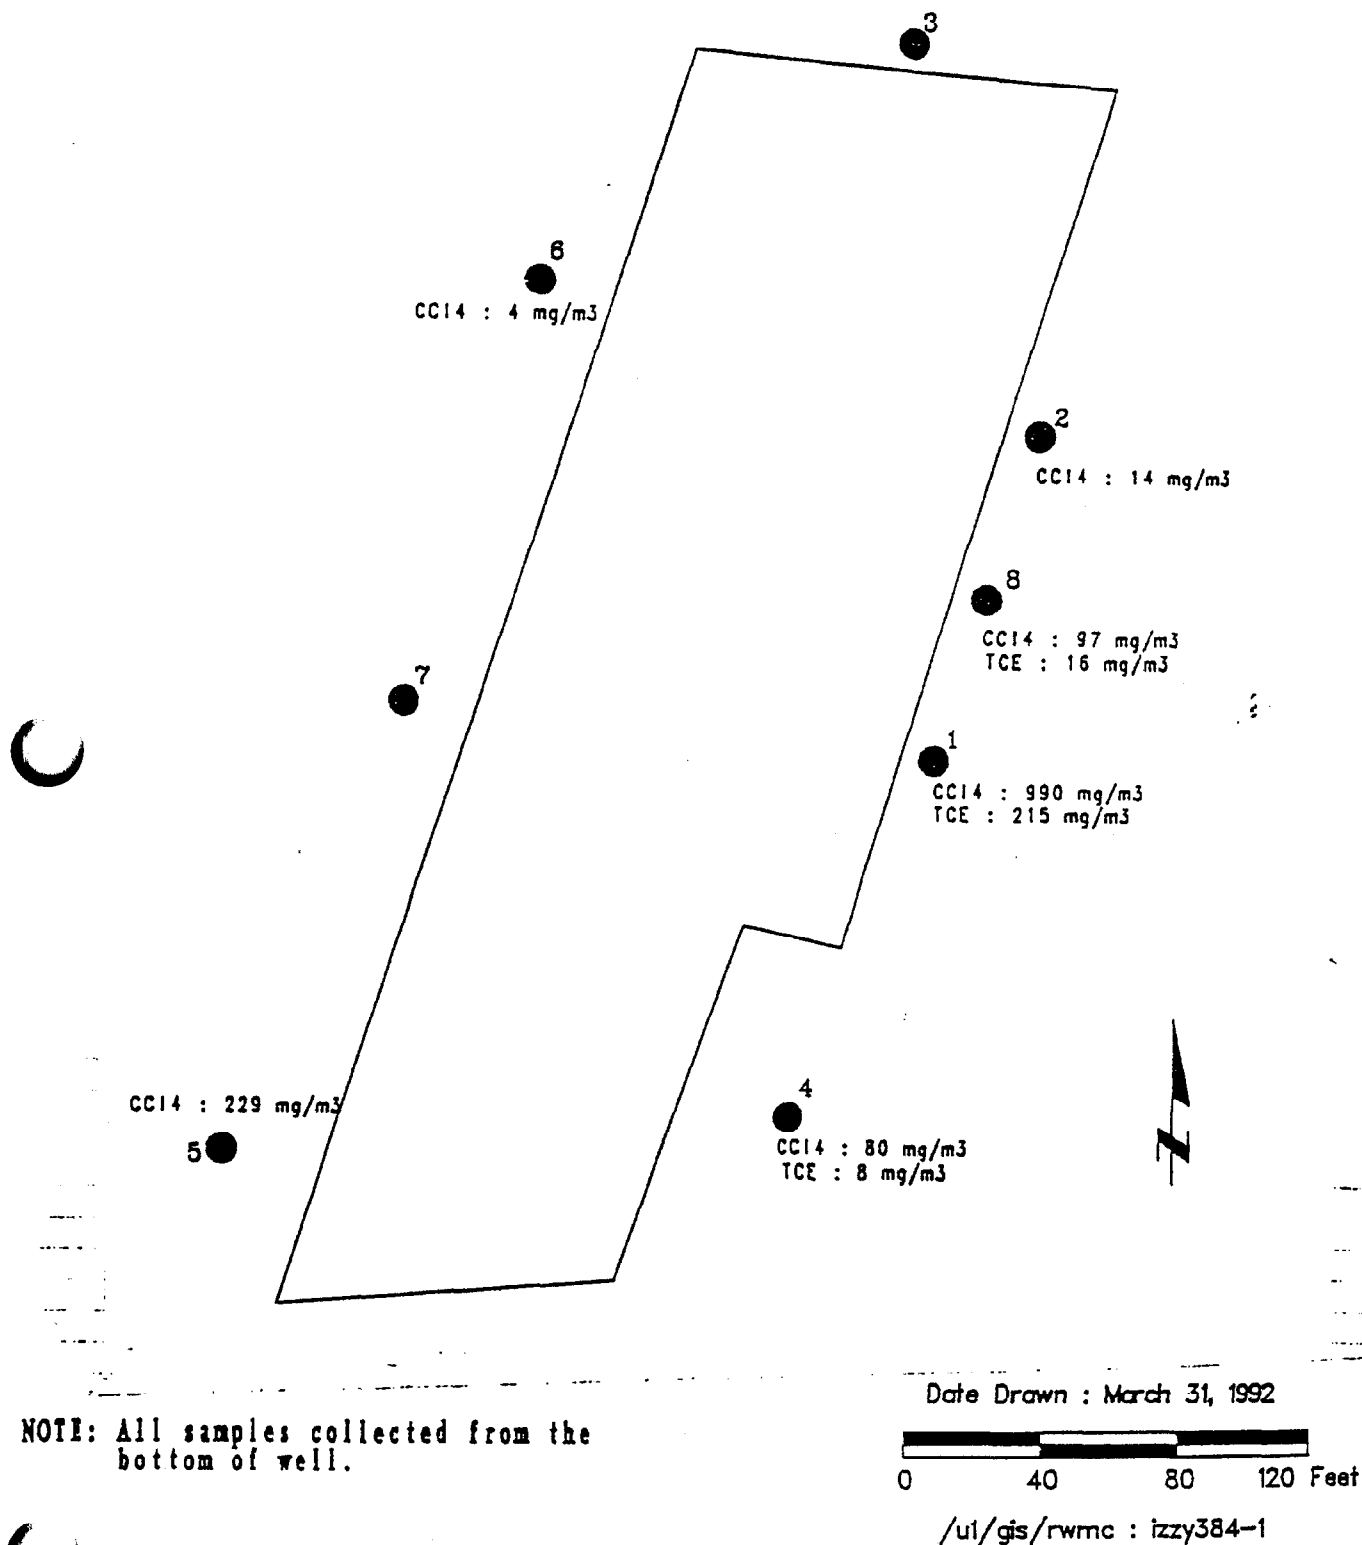 3
6
CCl4 : 4 mg/m3
2
CCl4 : 14 mg/m3
8
CCl4 : 97 mg/m3
TCE : 16 mg/m3
7
1
CCl4 : 990 mg/m3
TCE : 215 mg/m3
CCl4 : 229 mg/m3
5
4
CCl4 : 80 mg/m3
TCE : 8 mg/m3
N
Date Drawn : March 31, 1992
NOTE: All samples collected from the
bottom of well.
0 40 80 120 Feet
/u1/gis/rwmc : izzy384-1